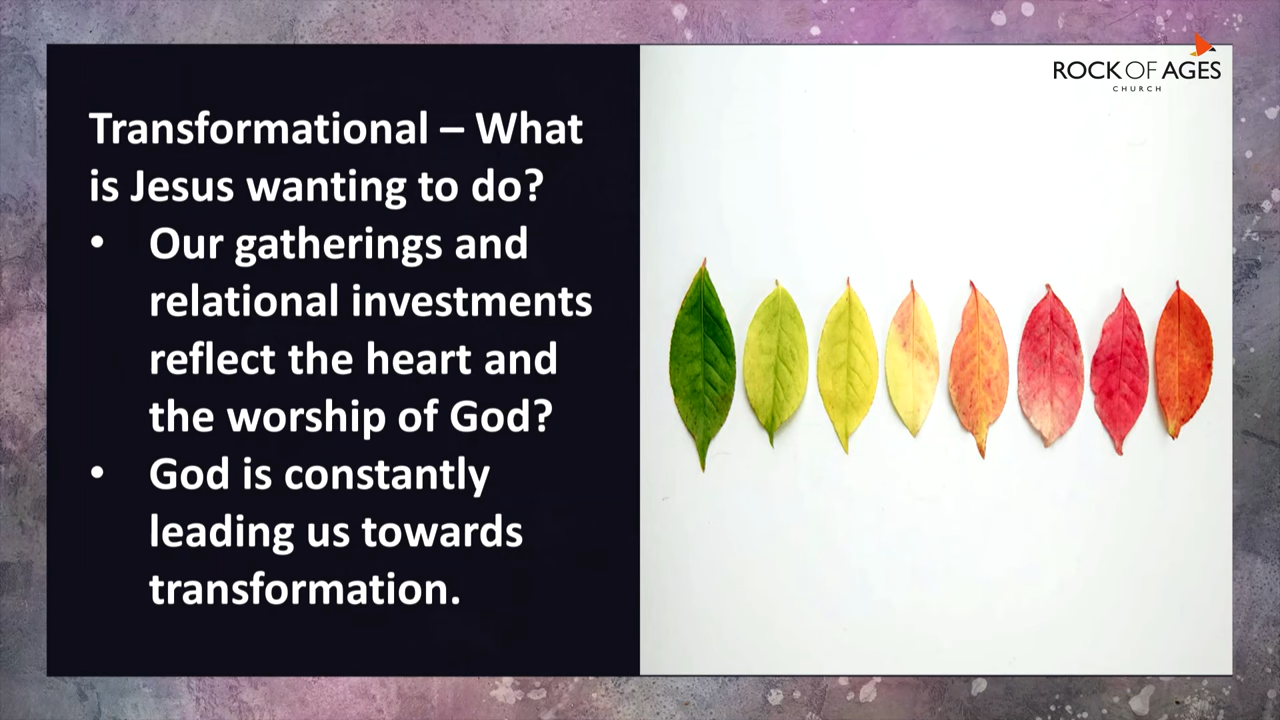 Transformational – What
is Jesus wanting to do?
• Our gatherings and
relational investments
reflect the heart and
the worship of God?
• God is constantly
leading us towards
transformation.
ROCK OF AGES
CHURCH